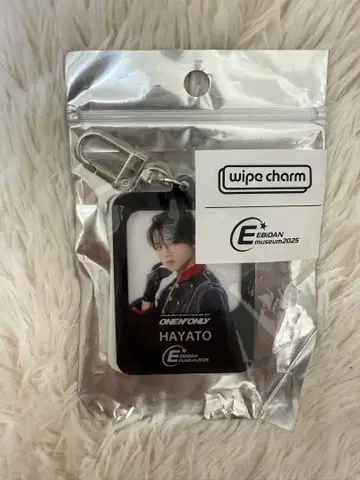 wipe charm
E EBiDAN
museum2025
ONE N' ONLY
HAYATO
E EBiDAN
museum2025